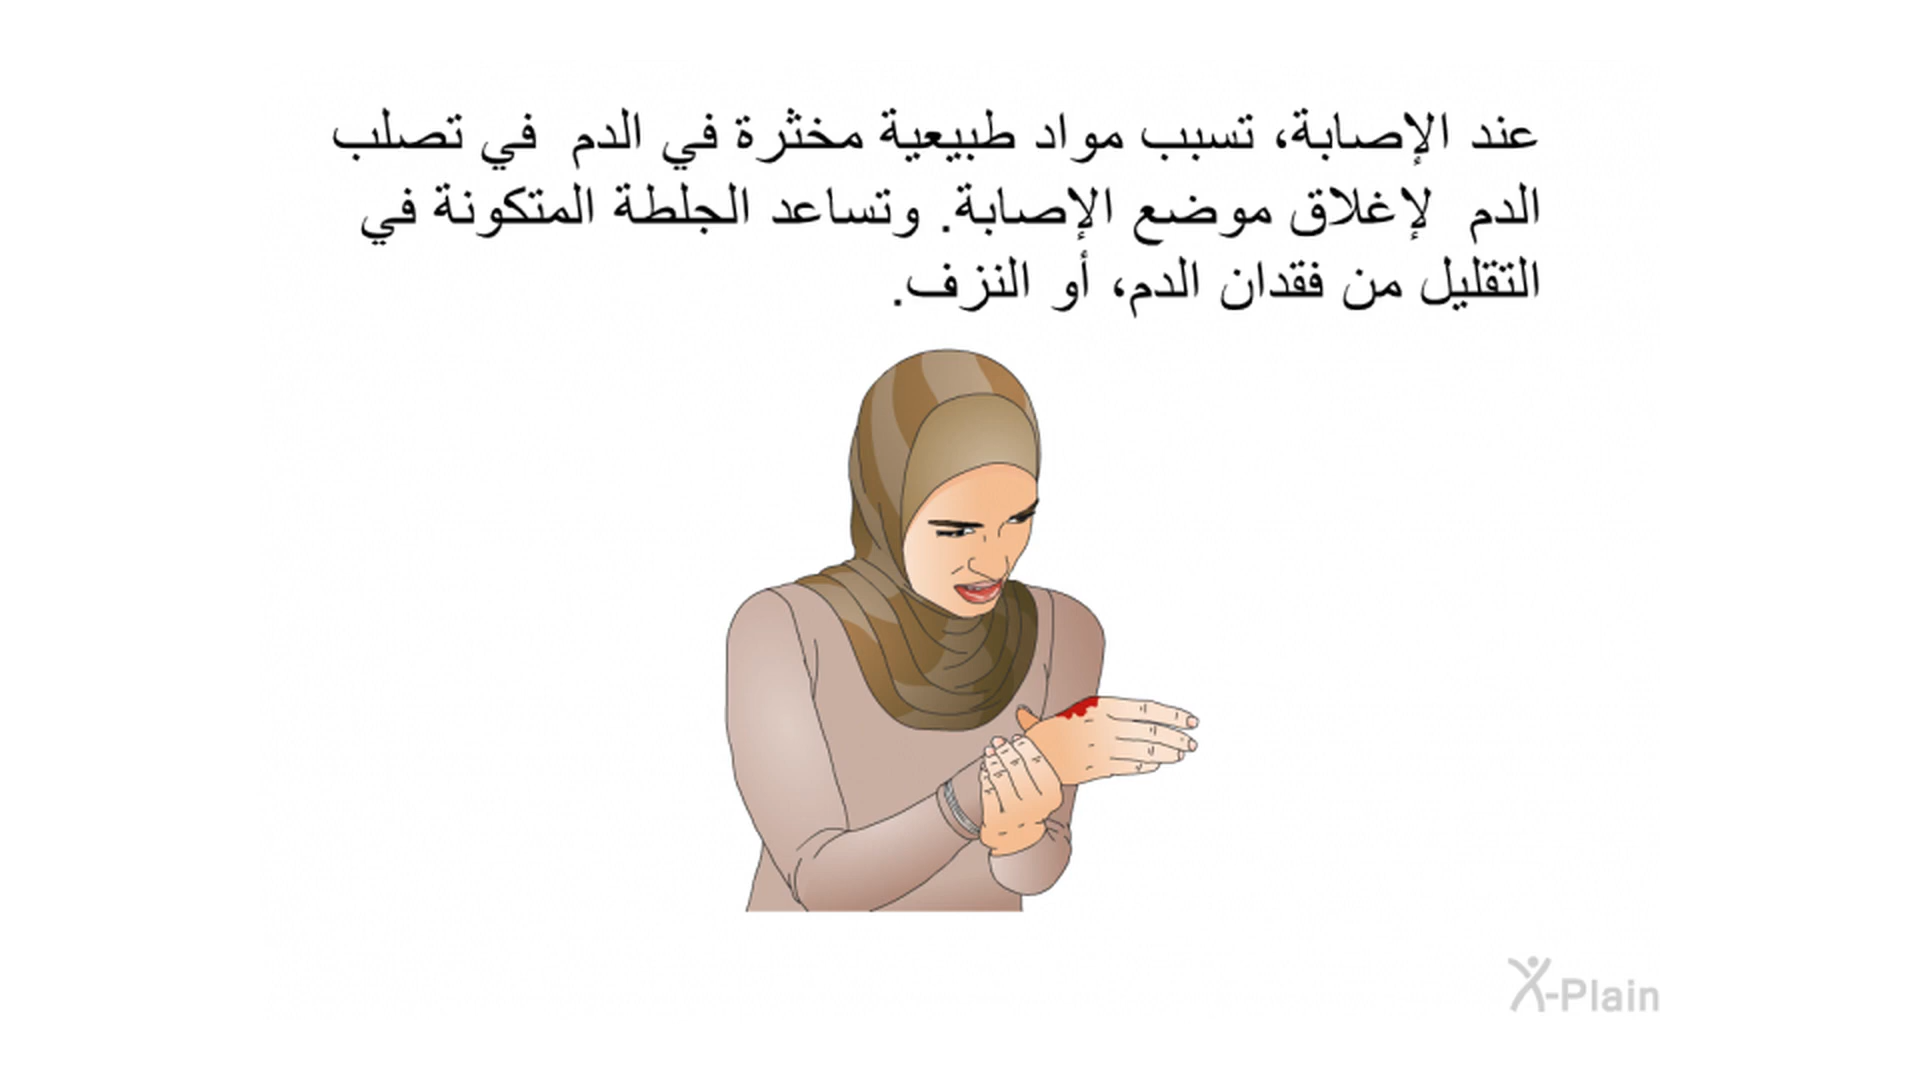 عند الإصابة، تسبب مواد طبيعية مخثرة في الدم في تصلب
الدم لإغلاق موضع الإصابة. وتساعد الجلطة المتكونة في
التقليل من فقدان الدم، أو النزف.
X-Plain